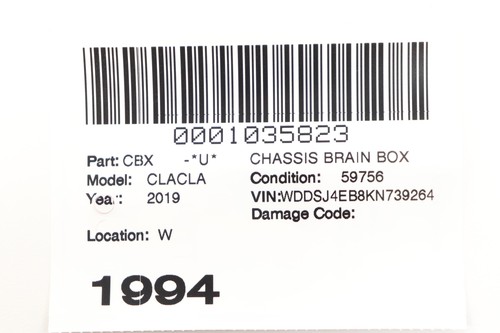 0001035823
Part: CBX -*U* CHASSIS BRAIN BOX
Model: CLACLA Condition: 59756
Year: 2019 VIN:WDDSJ4EB8KN739264
Damage Code:
Location: W
1994